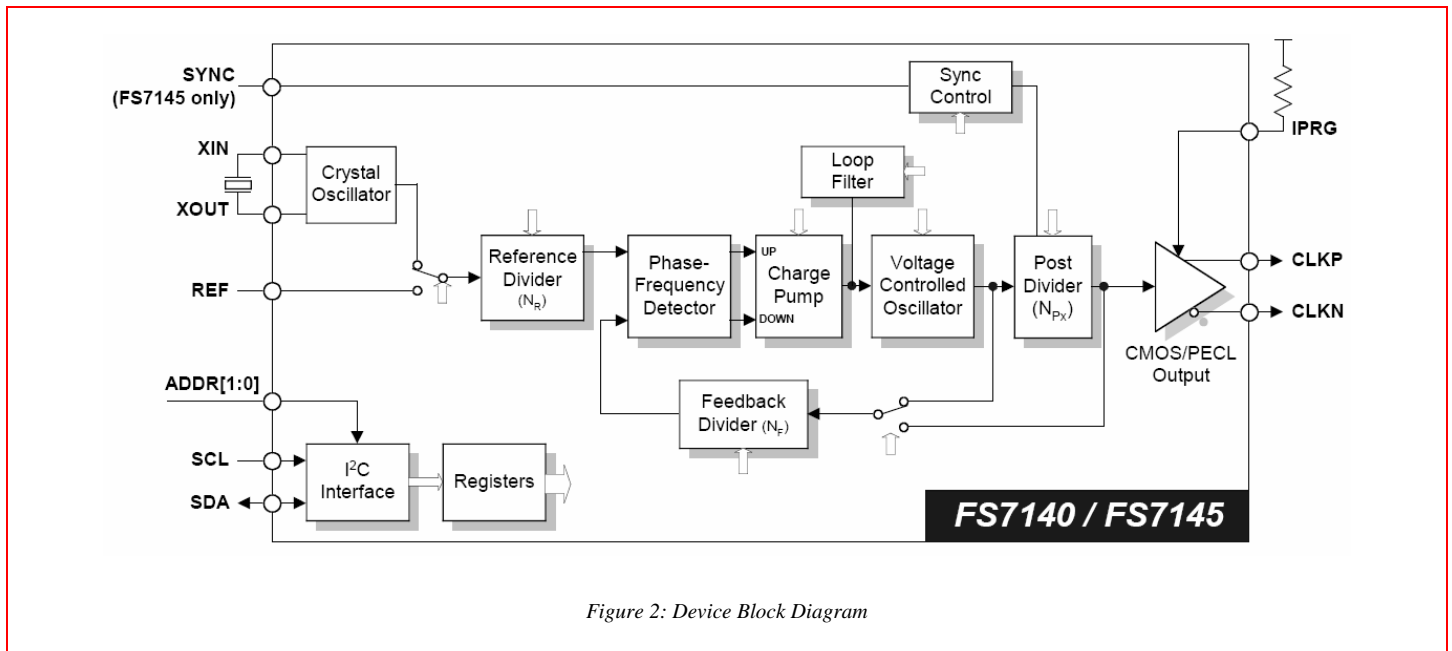 SYNC
(FS7145 only)
Sync
Control
IPRG
XIN
Crystal
Oscillator
XOUT
Loop
Filter
REF
Reference
Divider
(NR)
Phase-
Frequency
Detector
UP
Charge
Pump
DOWN
Voltage
Controlled
Oscillator
Post
Divider
(NPx)
CLKP
CLKN
CMOS/PECL
Output
ADDR[1:0]
Feedback
Divider (NF)
SCL
SDA
I²C
Interface
Registers
FS7140 / FS7145
Figure 2: Device Block Diagram